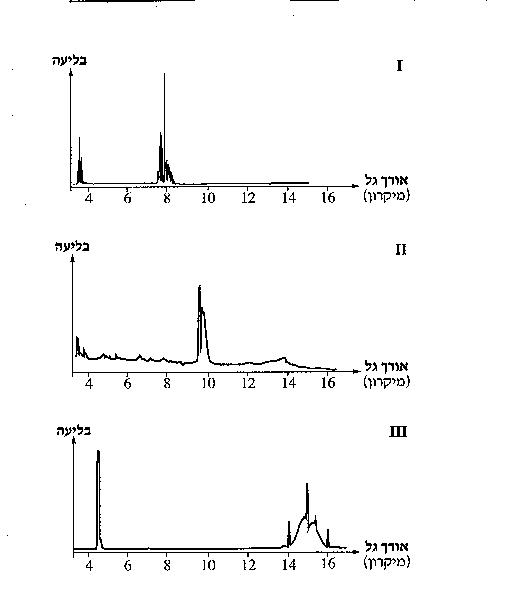 בליעה
I
אורך גל
(מיקרון)
4 6 8 10 12 14 16
בליעה
II
אורך גל
(מיקרון)
4 6 8 10 12 14 16
בליעה
III
אורך גל
(מיקרון)
4 6 8 10 12 14 16